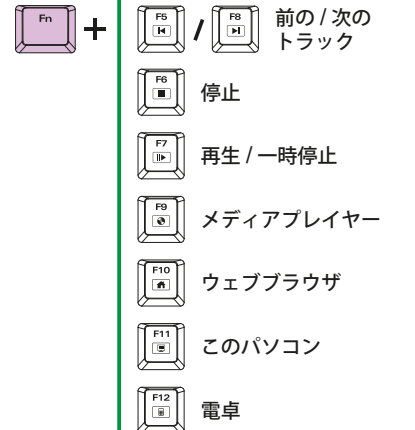 Fn + F5 / F8 前の / 次の
トラック
F6 停止
F7 再生 / 一時停止
F9 メディアプレイヤー
F10 ウェブブラウザ
F11 このパソコン
F12 電卓